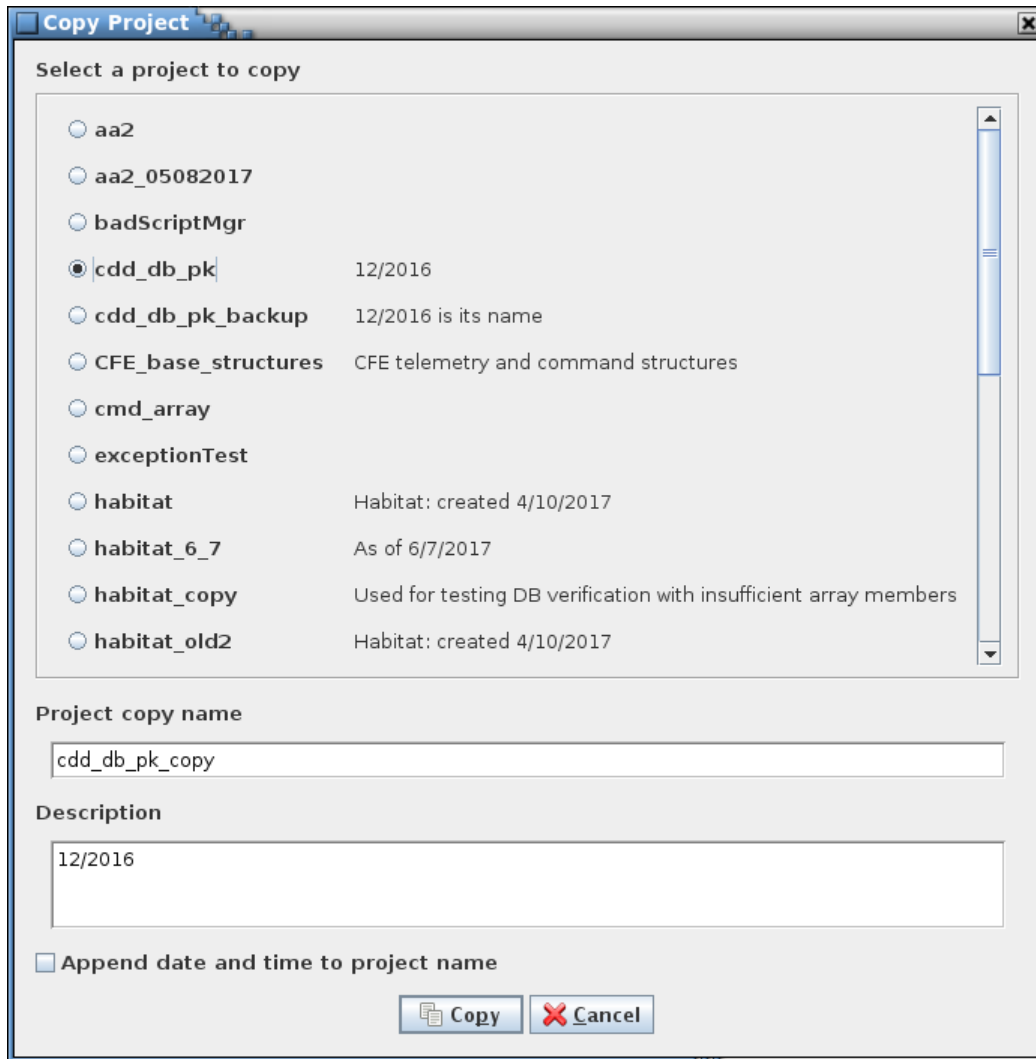 Copy Project
Select a project to copy
aa2
aa2_05082017
badScriptMgr
cdd_db_pk 12/2016
cdd_db_pk_backup 12/2016 is its name
CFE_base_structures CFE telemetry and command structures
cmd_array
exceptionTest
habitat Habitat: created 4/10/2017
habitat_6_7 As of 6/7/2017
habitat_copy Used for testing DB verification with insufficient array members
habitat_old2 Habitat: created 4/10/2017
Project copy name
cdd_db_pk_copy
Description
12/2016
Append date and time to project name
Copy Cancel